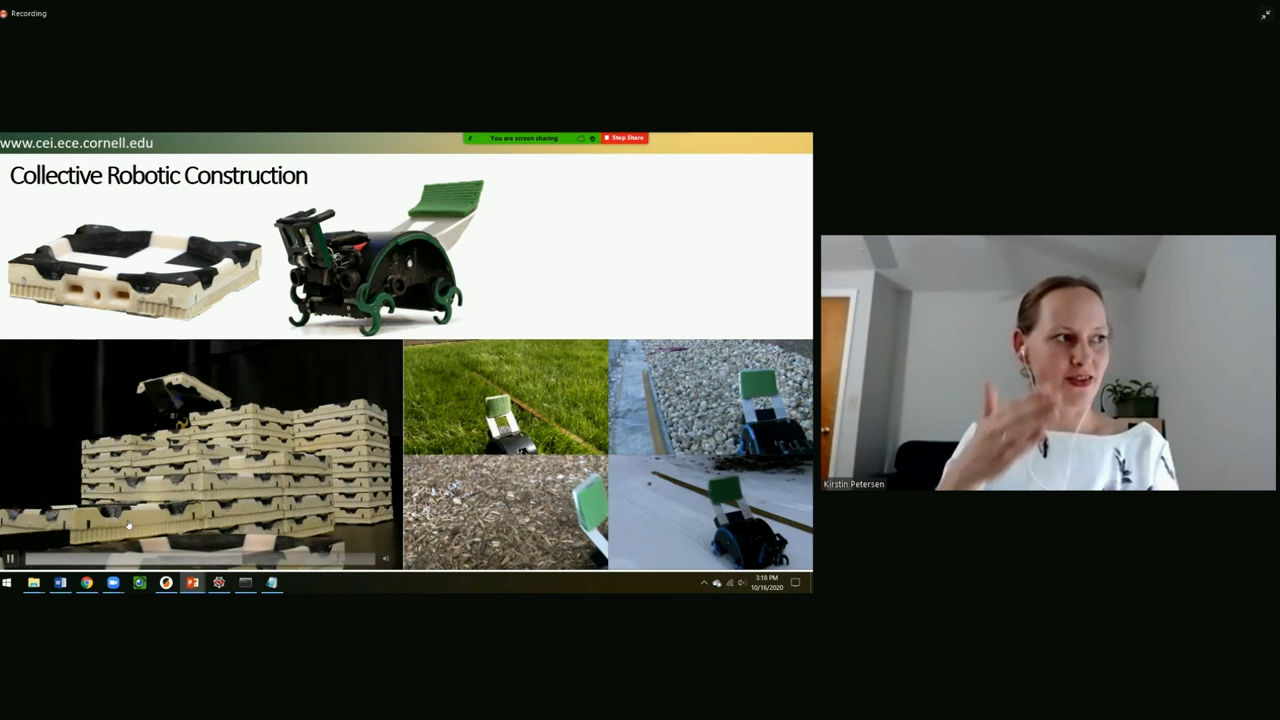 Recording
www.cei.ece.cornell.edu
You are screen sharing
Stop Share
Collective Robotic Construction
Kirstin Petersen
3:18 PM
10/16/2020